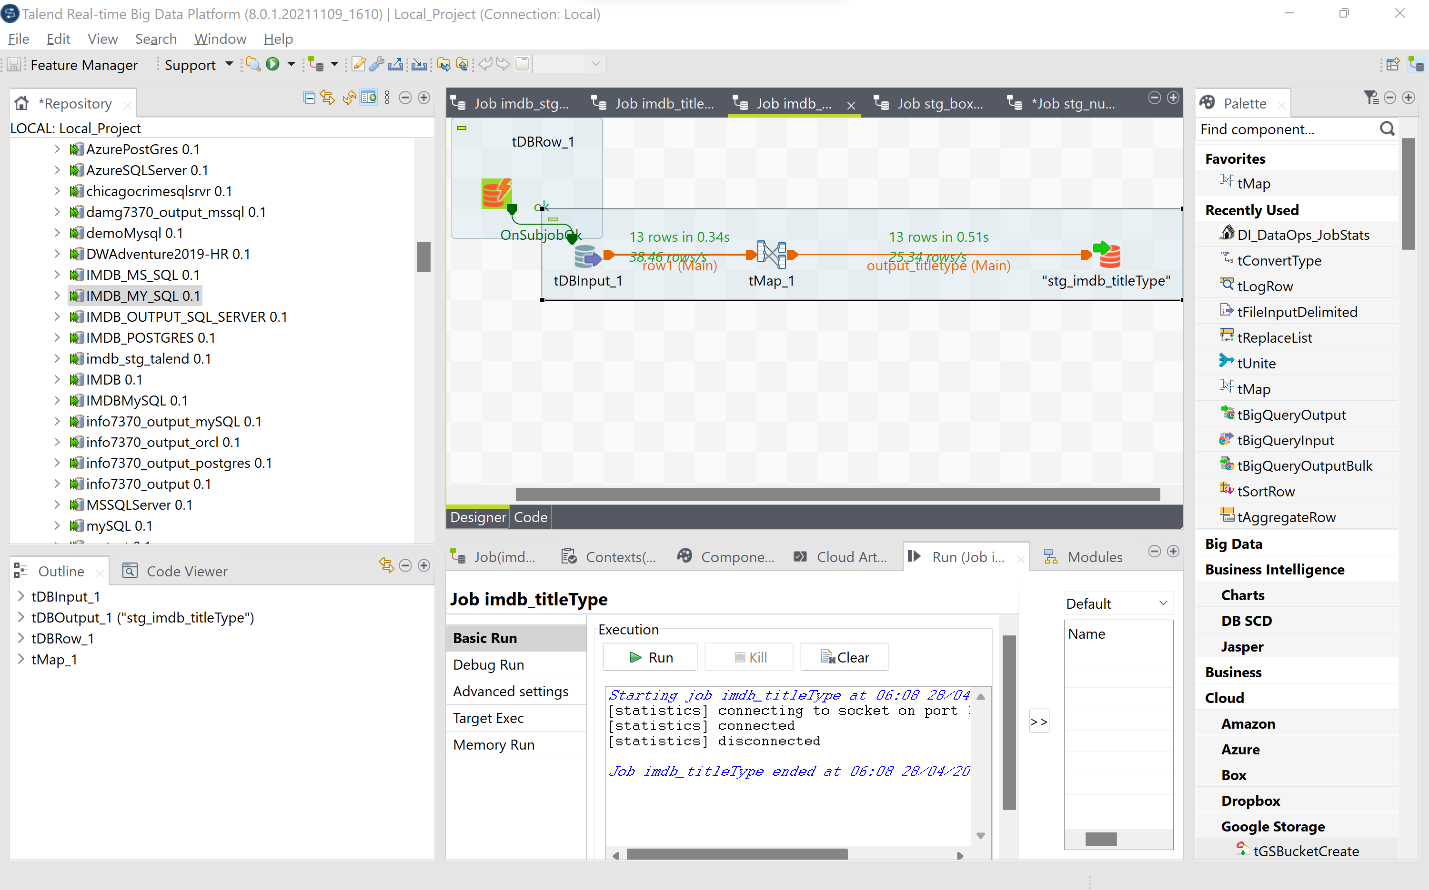 Talend Real-time Big Data Platform (8.0.1.20211109_1610) | Local_Project (Connection: Local)
File Edit View Search Window Help
Feature Manager Support
*Repository
LOCAL: Local_Project
AzurePostGres 0.1
AzureSQLServer 0.1
chicagocrimesqlsrvr 0.1
damg7370_output_mssql 0.1
demoMysql 0.1
DWAdventure2019-HR 0.1
IMDB_MS_SQL 0.1
IMDB_MY_SQL 0.1
IMDB_OUTPUT_SQL_SERVER 0.1
IMDB_POSTGRES 0.1
imdb_stg_talend 0.1
IMDB 0.1
IMDBMySQL 0.1
info7370_output_mySQL 0.1
info7370_output_orcl 0.1
info7370_output_postgres 0.1
info7370_output 0.1
MSSQLServer 0.1
mySQL 0.1
Outline Code Viewer
tDBInput_1
tDBOutput_1 ("stg_imdb_titleType")
tDBRow_1
tMap_1
Job imdb_stg... Job imdb_title... Job imdb_... Job stg_box... *Job stg_nu...
tDBRow_1
ok
OnSubjobOk
13 rows in 0.34s
38.46 rows/s
row1 (Main)
13 rows in 0.51s
25.34 rows/s
output_titletype (Main)
tDBInput_1
tMap_1
"stg_imdb_titleType"
Designer Code
Job(imd... Contexts(... Compone... Cloud Art... Run (Job i... Modules
Job imdb_titleType
Basic Run
Debug Run
Advanced settings
Target Exec
Memory Run
Execution
Run Kill Clear
Starting job imdb_titleType at 06:08 28/04
[statistics] connecting to socket on port
[statistics] connected
[statistics] disconnected
Job imdb_titleType ended at 06:08 28/04/20
>>
Default
Name
Palette
Find component...
Favorites
tMap
Recently Used
DI_DataOps_JobStats
tConvertType
tLogRow
tFileInputDelimited
tReplaceList
tUnite
tMap
tBigQueryOutput
tBigQueryInput
tBigQueryOutputBulk
tSortRow
tAggregateRow
Big Data
Business Intelligence
Charts
DB SCD
Jasper
Business
Cloud
Amazon
Azure
Box
Dropbox
Google Storage
tGSBucketCreate